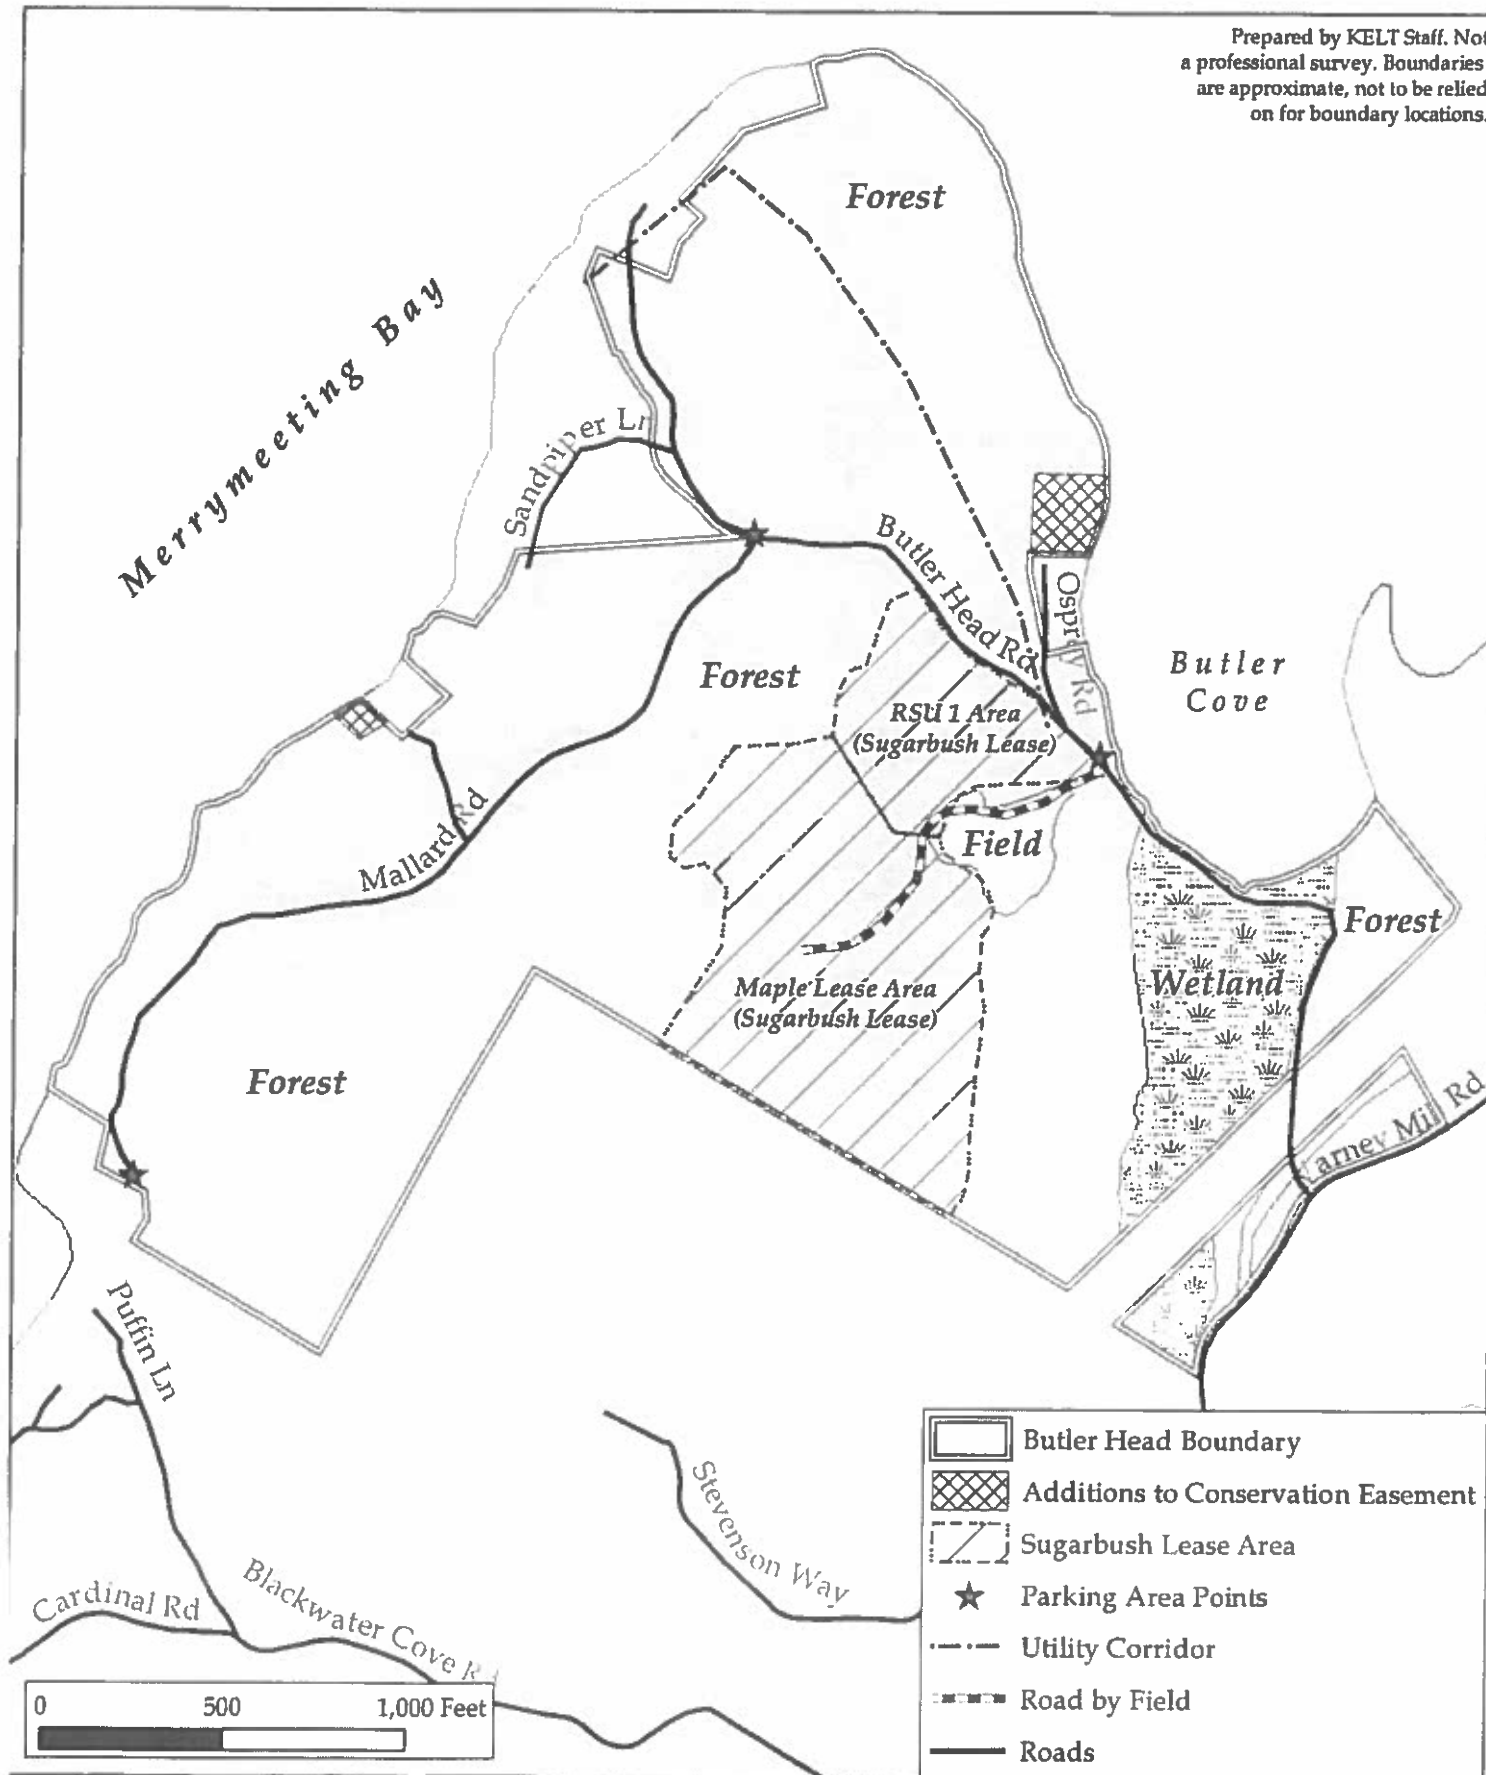 Prepared by KELT Staff. Not
a professional survey. Boundaries
are approximate, not to be relied
on for boundary locations.
Forest
Merrymeeting Bay
Sandpiper Ln
Butler Head Rd
Osprey Rd
Butler
Cove
Forest
RSU 1 Area
(Sugarbush Lease)
Mallard Rd
Field
Forest
Wetland
Maple Lease Area
(Sugarbush Lease)
Forest
Varney Mill Rd
Puffin Ln
Stevenson Way
Cardinal Rd
Blackwater Cove R
0 500 1,000 Feet
Butler Head Boundary
Additions to Conservation Easement
Sugarbush Lease Area
Parking Area Points
Utility Corridor
Road by Field
Roads